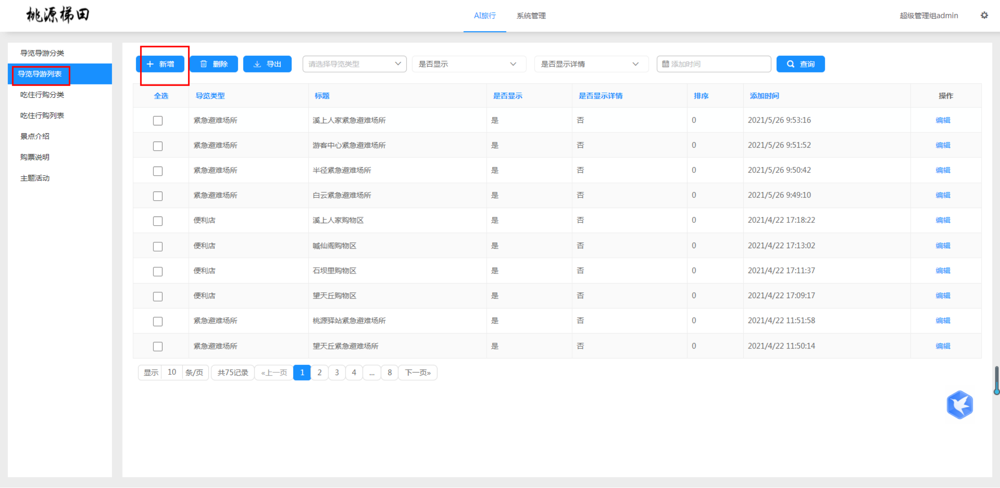 桃源梯田
AI旅行 系统管理 超级管理组admin
导览导游分类
导览导游列表
吃住行购分类
吃住行购列表
景点介绍
购票说明
主题活动
新增 删除 导出 请选择导览类型 是否显示 是否显示详情 添加时间 查询
全选 导览类型 标题 是否显示 是否显示详情 排序 添加时间 操作
紧急避难场所 溪上人家紧急避难场所 是 否 0 2021/5/26 9:53:16 编辑
紧急避难场所 游客中心紧急避难场所 是 否 0 2021/5/26 9:51:52 编辑
紧急避难场所 半径紧急避难场所 是 否 0 2021/5/26 9:50:42 编辑
紧急避难场所 白云紧急避难场所 是 否 0 2021/5/26 9:49:10 编辑
便利店 溪上人家购物区 是 否 0 2021/4/22 17:18:22 编辑
便利店 喊仙阁购物区 是 否 0 2021/4/22 17:13:02 编辑
便利店 石坝里购物区 是 否 0 2021/4/22 17:11:37 编辑
便利店 望天丘购物区 是 否 0 2021/4/22 17:09:17 编辑
紧急避难场所 桃源驿站紧急避难场所 是 否 0 2021/4/22 11:51:58 编辑
紧急避难场所 望天丘紧急避难场所 是 否 0 2021/4/22 11:50:14 编辑
显示 10 条/页 共75记录 «上一页 1 2 3 4 ... 8 下一页»